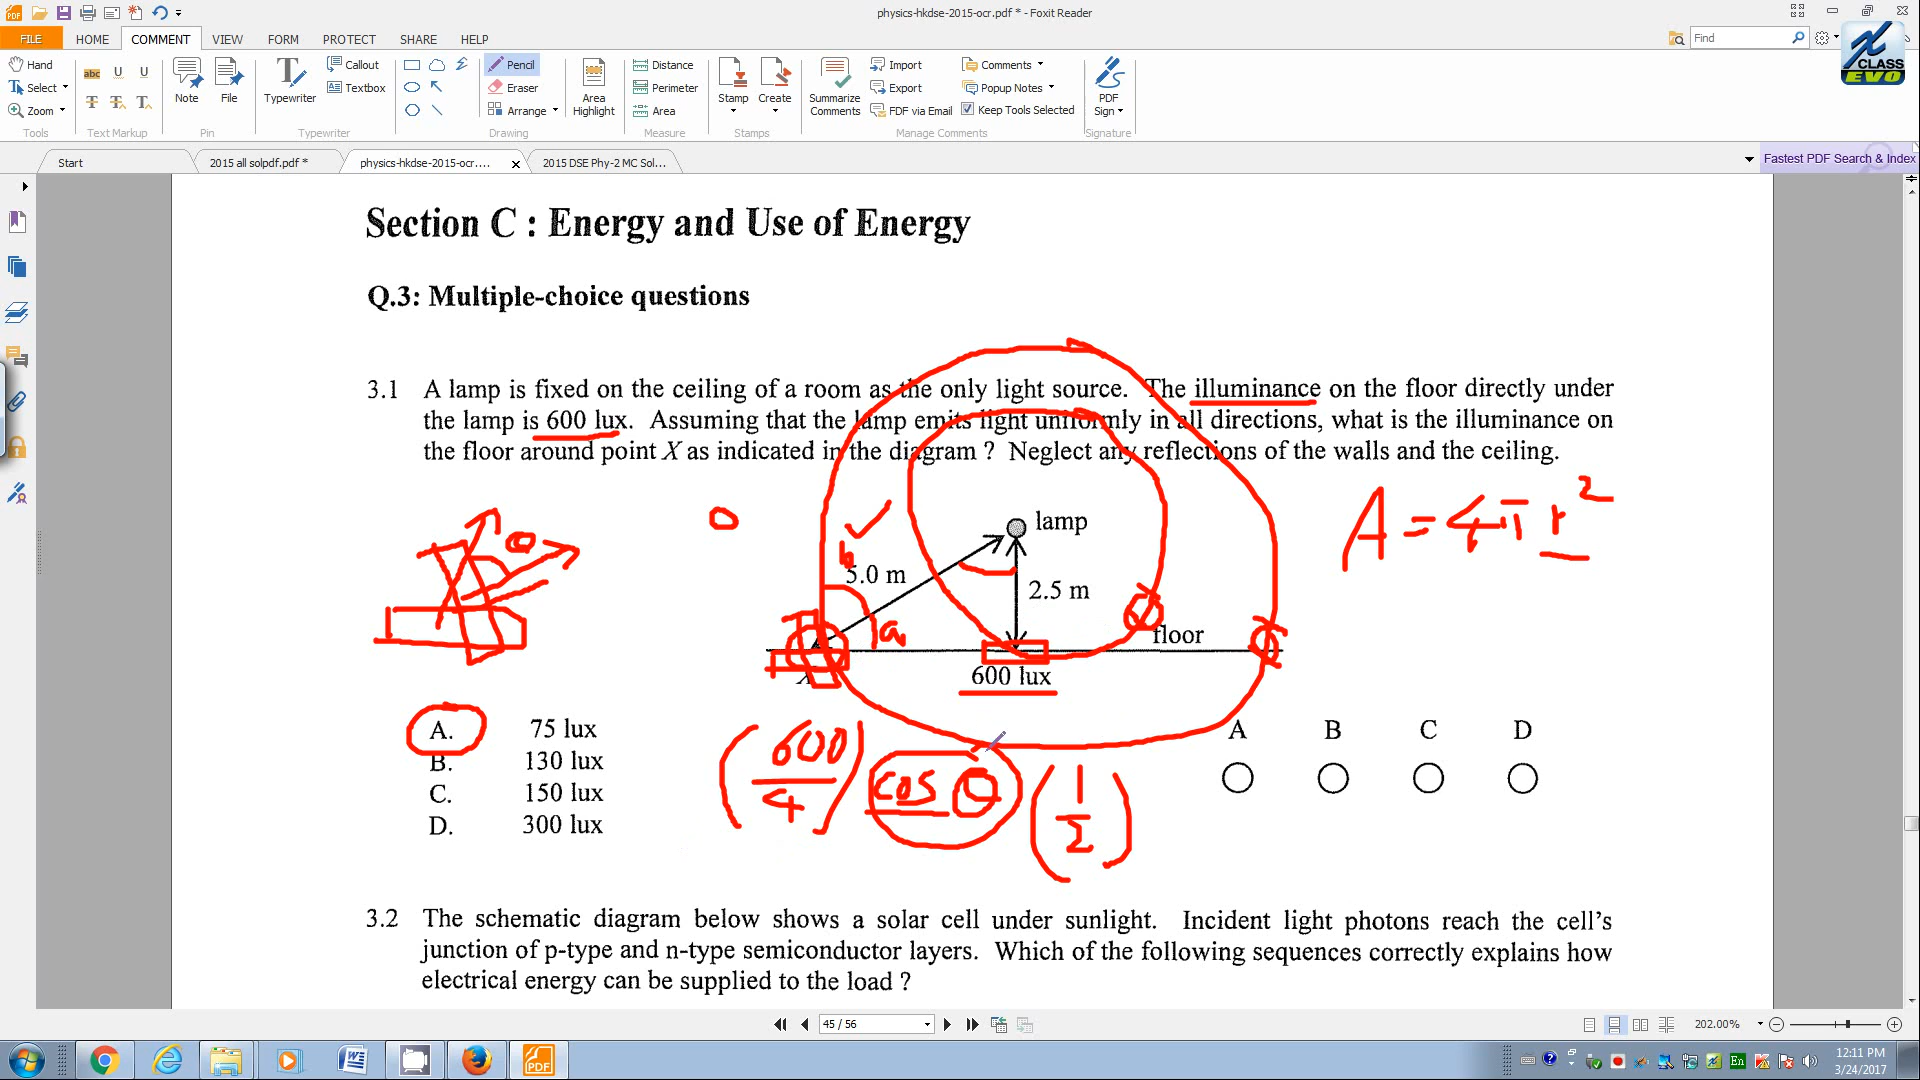 physics-hkdse-2015-ocr.pdf * - Foxit Reader
FILE HOME COMMENT VIEW FORM PROTECT SHARE HELP
Find
CLASS
EVO
Hand
Select
Zoom
Tools
abc U U
T T T
Text Markup
Note File
Pin
Typewriter
Callout
Textbox
Typewriter
Pencil
Eraser
Arrange
Drawing
Area Highlight
Distance
Perimeter
Area
Measure
Stamp Create
Stamps
Summarize Comments
Import
Export
FDF via Email
Comments
Popup Notes
Keep Tools Selected
Manage Comments
PDF Sign
Signature
Start
2015 all solpdf.pdf *
physics-hkdse-2015-ocr....
2015 DSE Phy-2 MC Sol...
Fastest PDF Search & Index
Section C : Energy and Use of Energy
Q.3: Multiple-choice questions
3.1 A lamp is fixed on the ceiling of a room as the only light source. The illuminance on the floor directly under
the lamp is 600 lux. Assuming that the lamp emits light uniformly in all directions, what is the illuminance on
the floor around point X as indicated in the diagram ? Neglect any reflections of the walls and the ceiling.
A = 4πr²
lamp
5.0 m
2.5 m
floor
X
600 lux
A. 75 lux
B. 130 lux
C. 150 lux
D. 300 lux
(600/4) cos θ (1/2)
A B C D
3.2 The schematic diagram below shows a solar cell under sunlight. Incident light photons reach the cell's
junction of p-type and n-type semiconductor layers. Which of the following sequences correctly explains how
electrical energy can be supplied to the load ?
45 / 56
202.00%
En
12:11 PM
3/24/2017